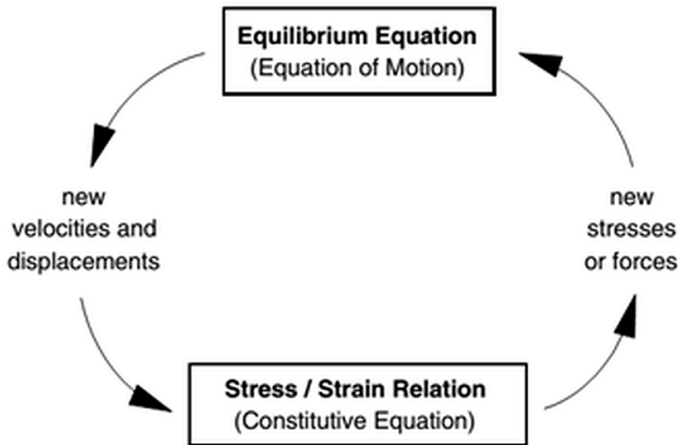 Equilibrium Equation
(Equation of Motion)
new
velocities and
displacements
new
stresses
or forces
Stress / Strain Relation
(Constitutive Equation)